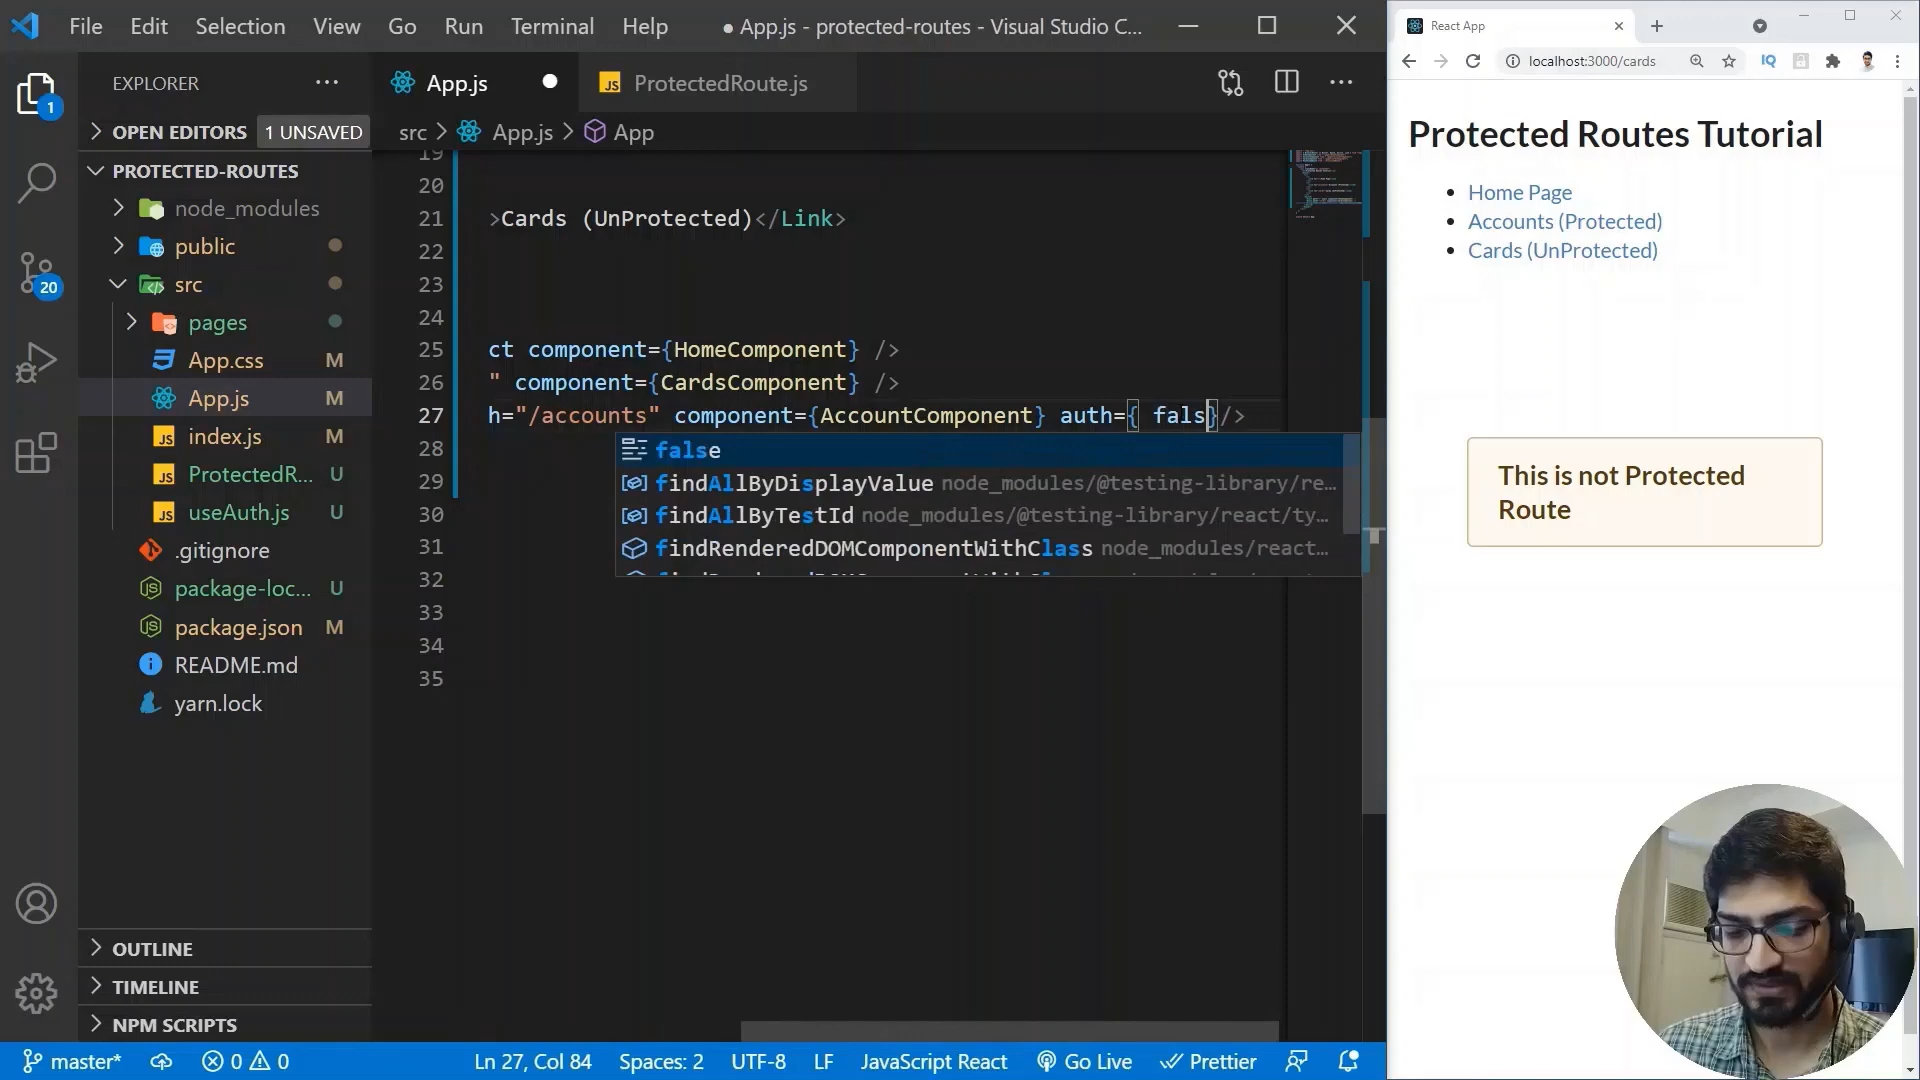 File Edit Selection View Go Run Terminal Help ● App.js - protected-routes - Visual Studio C...
EXPLORER ...
OPEN EDITORS 1 UNSAVED
PROTECTED-ROUTES
node_modules
public
src
pages
App.css M
App.js M
JS index.js M
JS ProtectedR... U
JS useAuth.js U
.gitignore
package-loc... U
package.json M
README.md
yarn.lock
OUTLINE
TIMELINE
NPM SCRIPTS
1
20
App.js ●
JS ProtectedRoute.js
src > App.js > App
19
20
21 >Cards (UnProtected)</Link>
22
23
24
25 ct component={HomeComponent} />
26 " component={CardsComponent} />
27 h="/accounts" component={AccountComponent} auth={ fals}/>
28
29
30
31
32
33
34
35
false
findAllByDisplayValue node_modules/@testing-library/re...
findAllByTestId node_modules/@testing-library/react/ty...
findRenderedDOMComponentWithClass node_modules/react...
master* 0 0 Ln 27, Col 84 Spaces: 2 UTF-8 LF JavaScript React Go Live Prettier
React App
localhost:3000/cards
IQ
Protected Routes Tutorial
• Home Page
• Accounts (Protected)
• Cards (UnProtected)
This is not Protected
Route